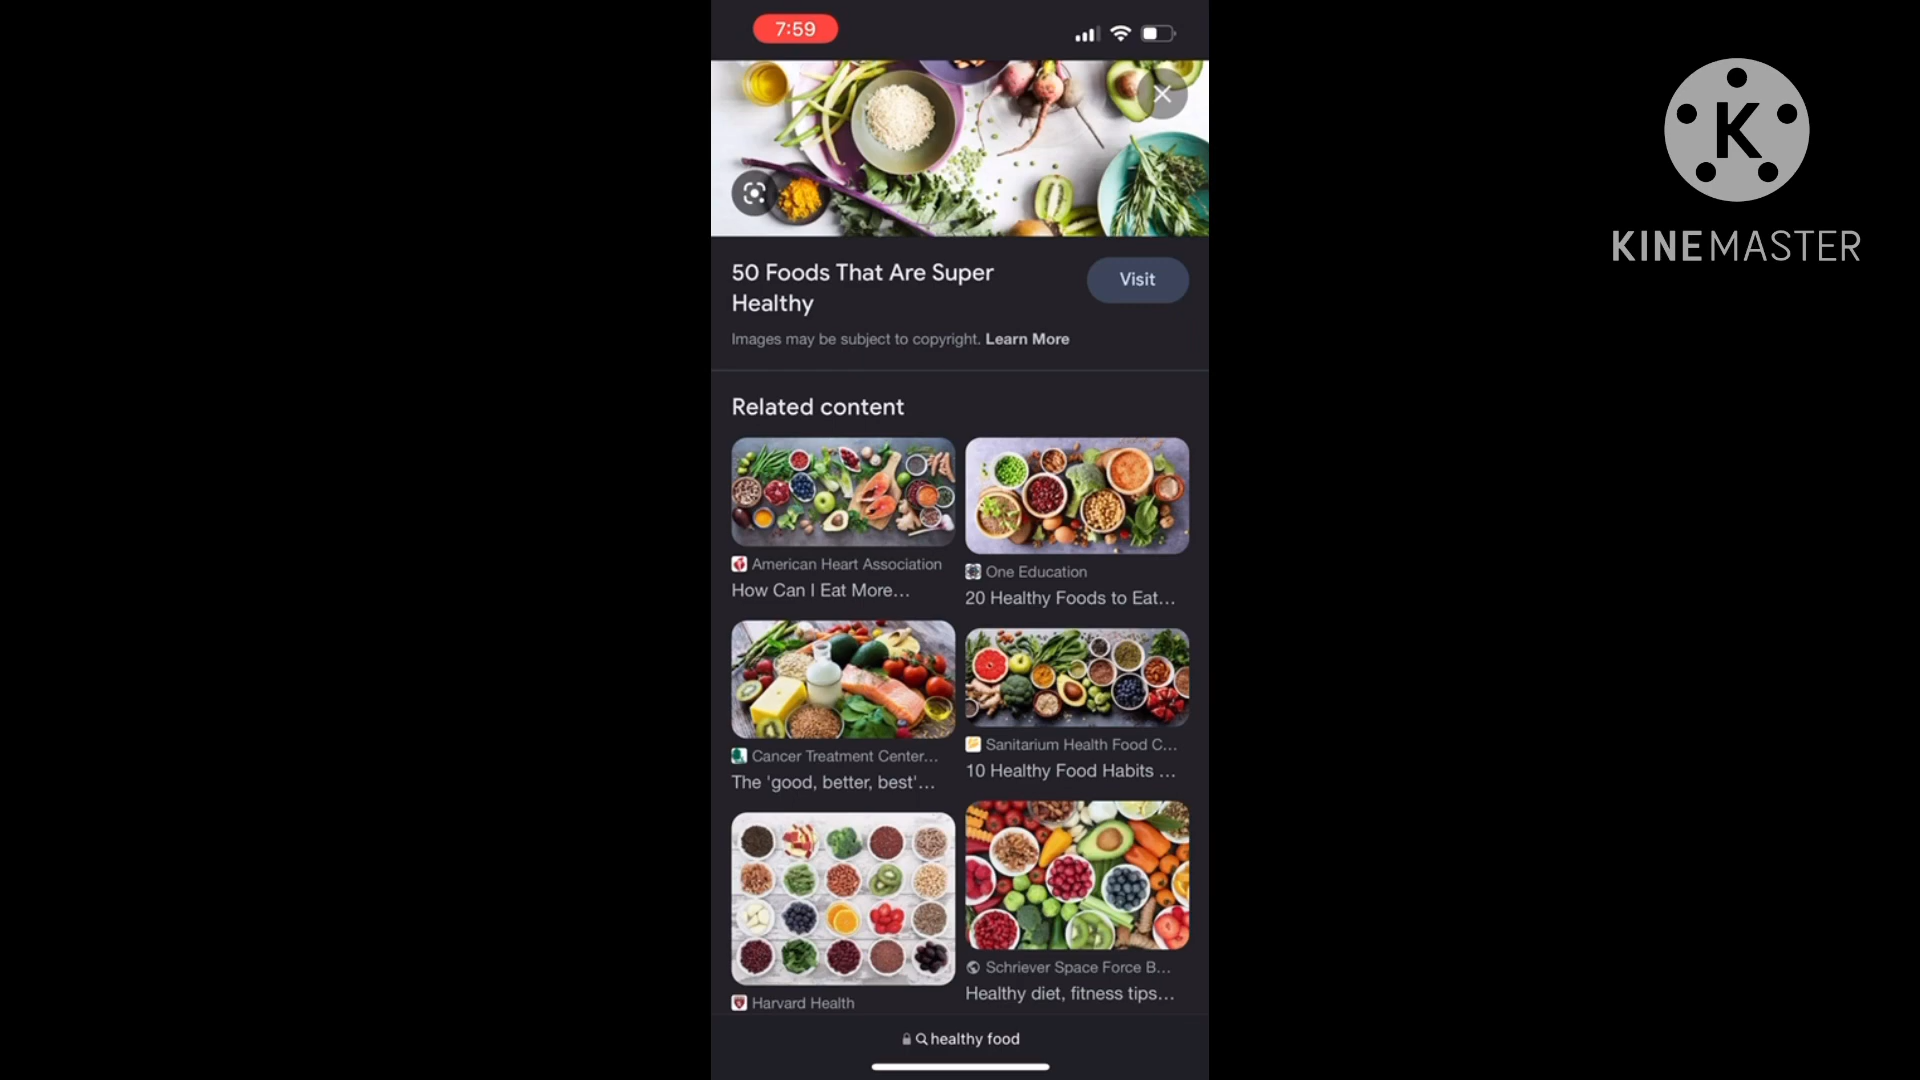 7:59
K
KINEMASTER
50 Foods That Are Super
Healthy
Visit
Images may be subject to copyright. Learn More
Related content
American Heart Association
How Can I Eat More...
One Education
20 Healthy Foods to Eat...
Cancer Treatment Center...
The 'good, better, best'...
Sanitarium Health Food C...
10 Healthy Food Habits ...
Harvard Health
Schriever Space Force B...
Healthy diet, fitness tips...
healthy food